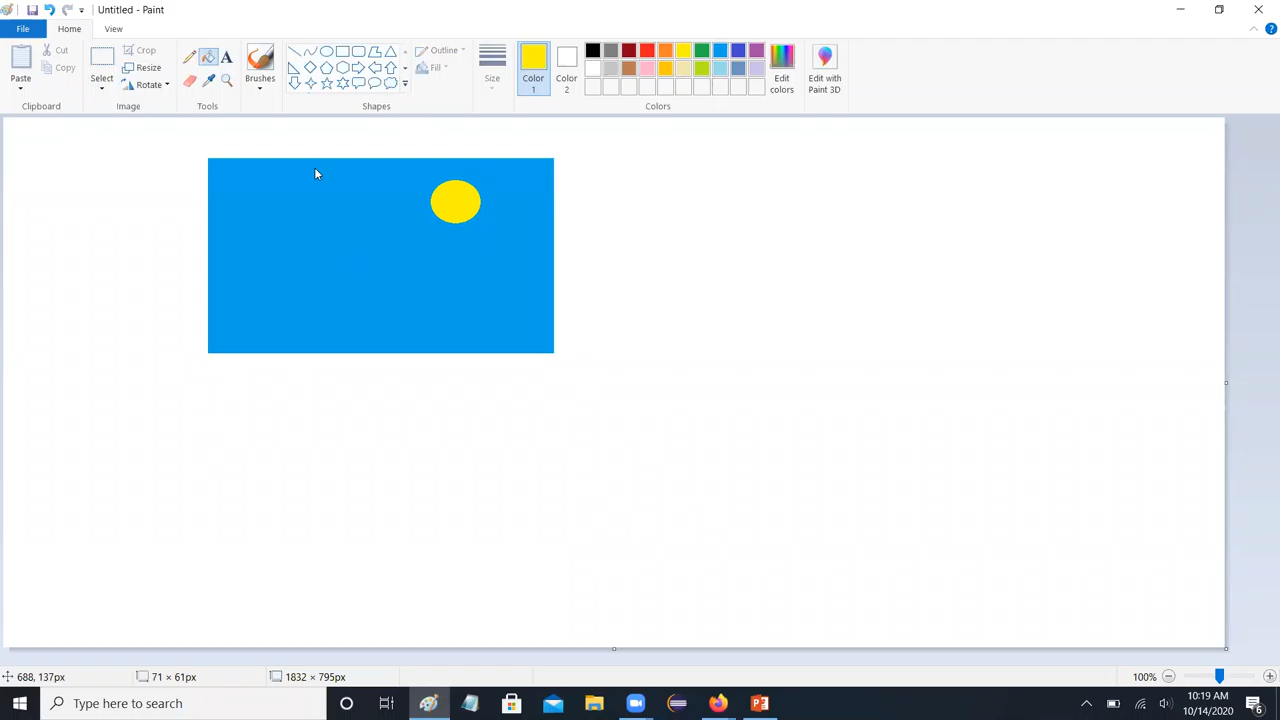 Untitled - Paint
File Home View
Paste
Cut
Copy
Clipboard
Select
Crop
Resize
Rotate
Image
A
Tools
Brushes
Shapes
Outline
Fill
Size
Color 1
Color 2
Colors
Edit colors
Edit with Paint 3D
688, 137px 71 × 61px 1832 × 795px 100%
Type here to search
10:19 AM
10/14/2020
6